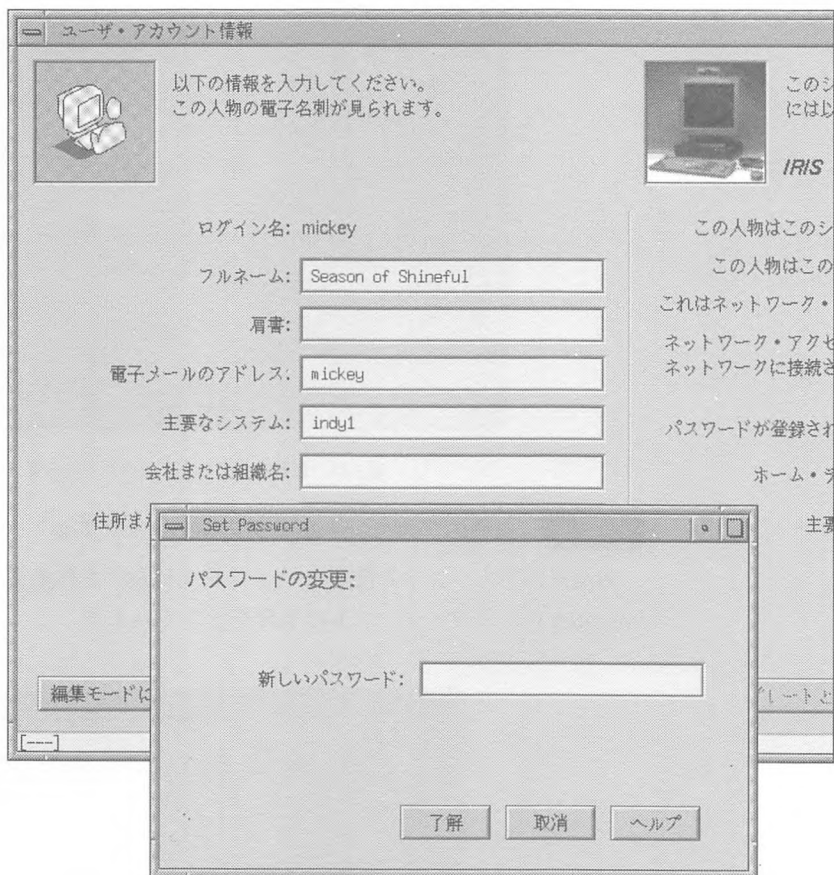 ユーザ・アカウント情報
以下の情報を入力してください。
この人物の電子名刺が見られます。
このシ
には以
IRIS
ログイン名: mickey
フルネーム: Season of Shineful
肩書:
電子メールのアドレス: mickey
主要なシステム: indy1
会社または組織名:
住所ま
この人物はこのシ
この人物はこの
これはネットワーク・
ネットワーク・アクセ
ネットワークに接続さ
パスワードが登録され
ホーム・デ
主要
編集モードに
プレートと
[---]
Set Password
パスワードの変更:
新しいパスワード:
了解
取消
ヘルプ